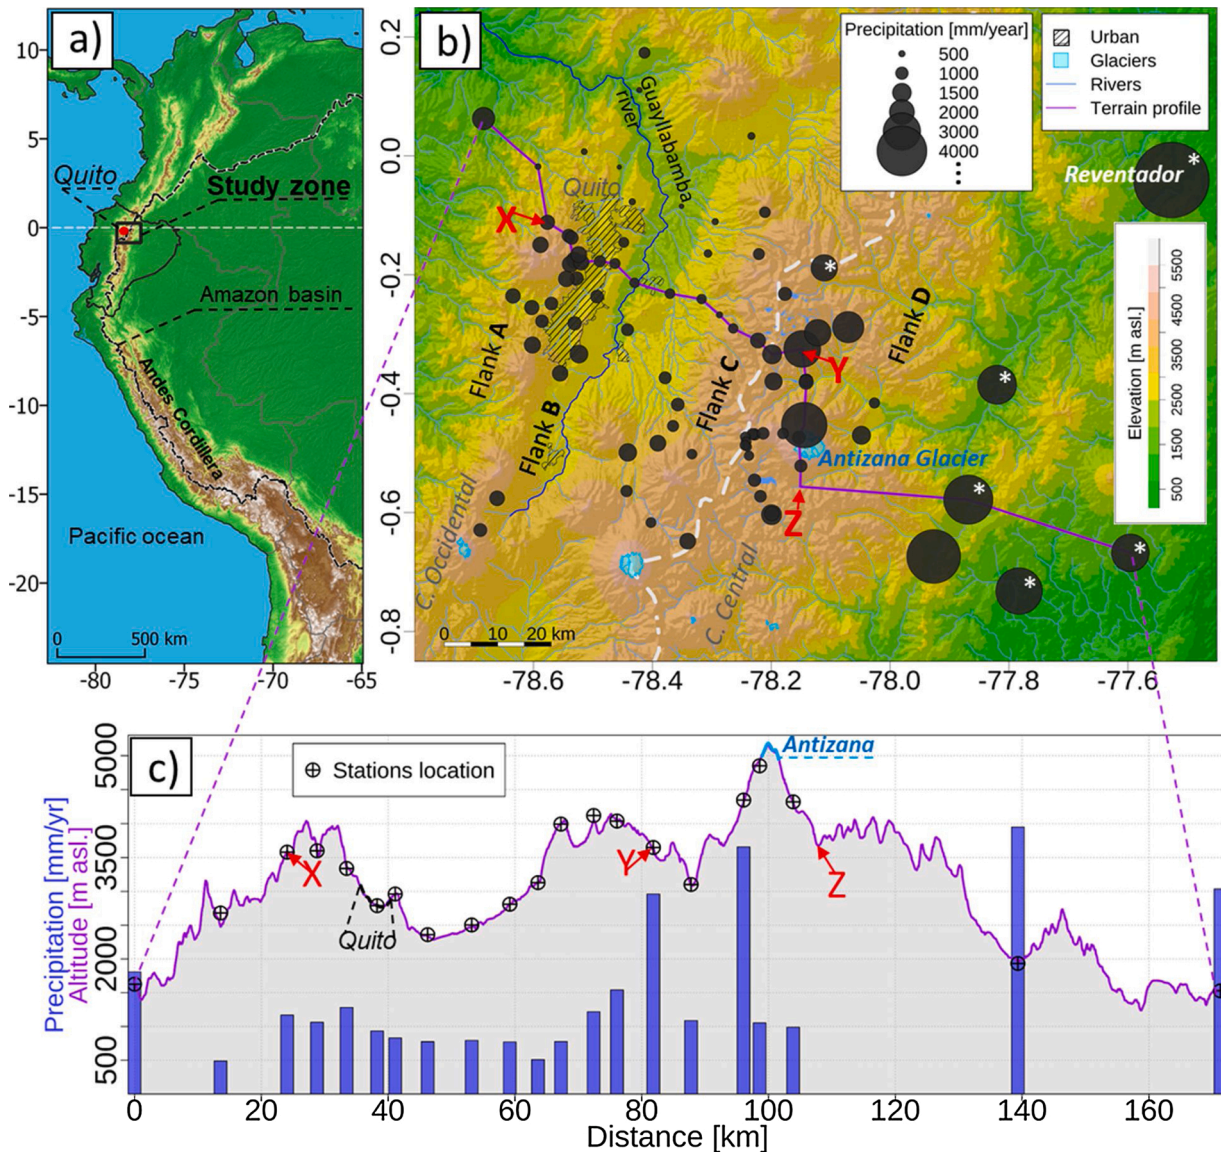 a)
10
5
0
-5
-10
-15
-20
-80
-75
-70
-65
Quito
Study zone
Amazon basin
Andes Cordillera
Pacific ocean
0
500 km
b)
0.2
0.0
-0.2
-0.4
-0.6
-0.8
-78.6
-78.4
-78.2
-78.0
-77.8
-77.6
Precipitation [mm/year]
500
1000
1500
2000
3000
4000
Urban
Glaciers
Rivers
Terrain profile
Guayllabamba
river
Quito
Reventador
*
*
*
*
*
*
X
Y
Z
Flank A
Flank B
Flank C
Flank D
Antizana Glacier
C. Occidental
C. Central
0
10
20 km
Elevation [m asl.]
5500
4500
3500
2500
1500
500
c)
Stations location
Antizana
X
Y
Z
Quito
Precipitation [mm/yr]
Altitude [m asl.]
5000
3500
2000
500
0
20
40
60
80
100
120
140
160
Distance [km]